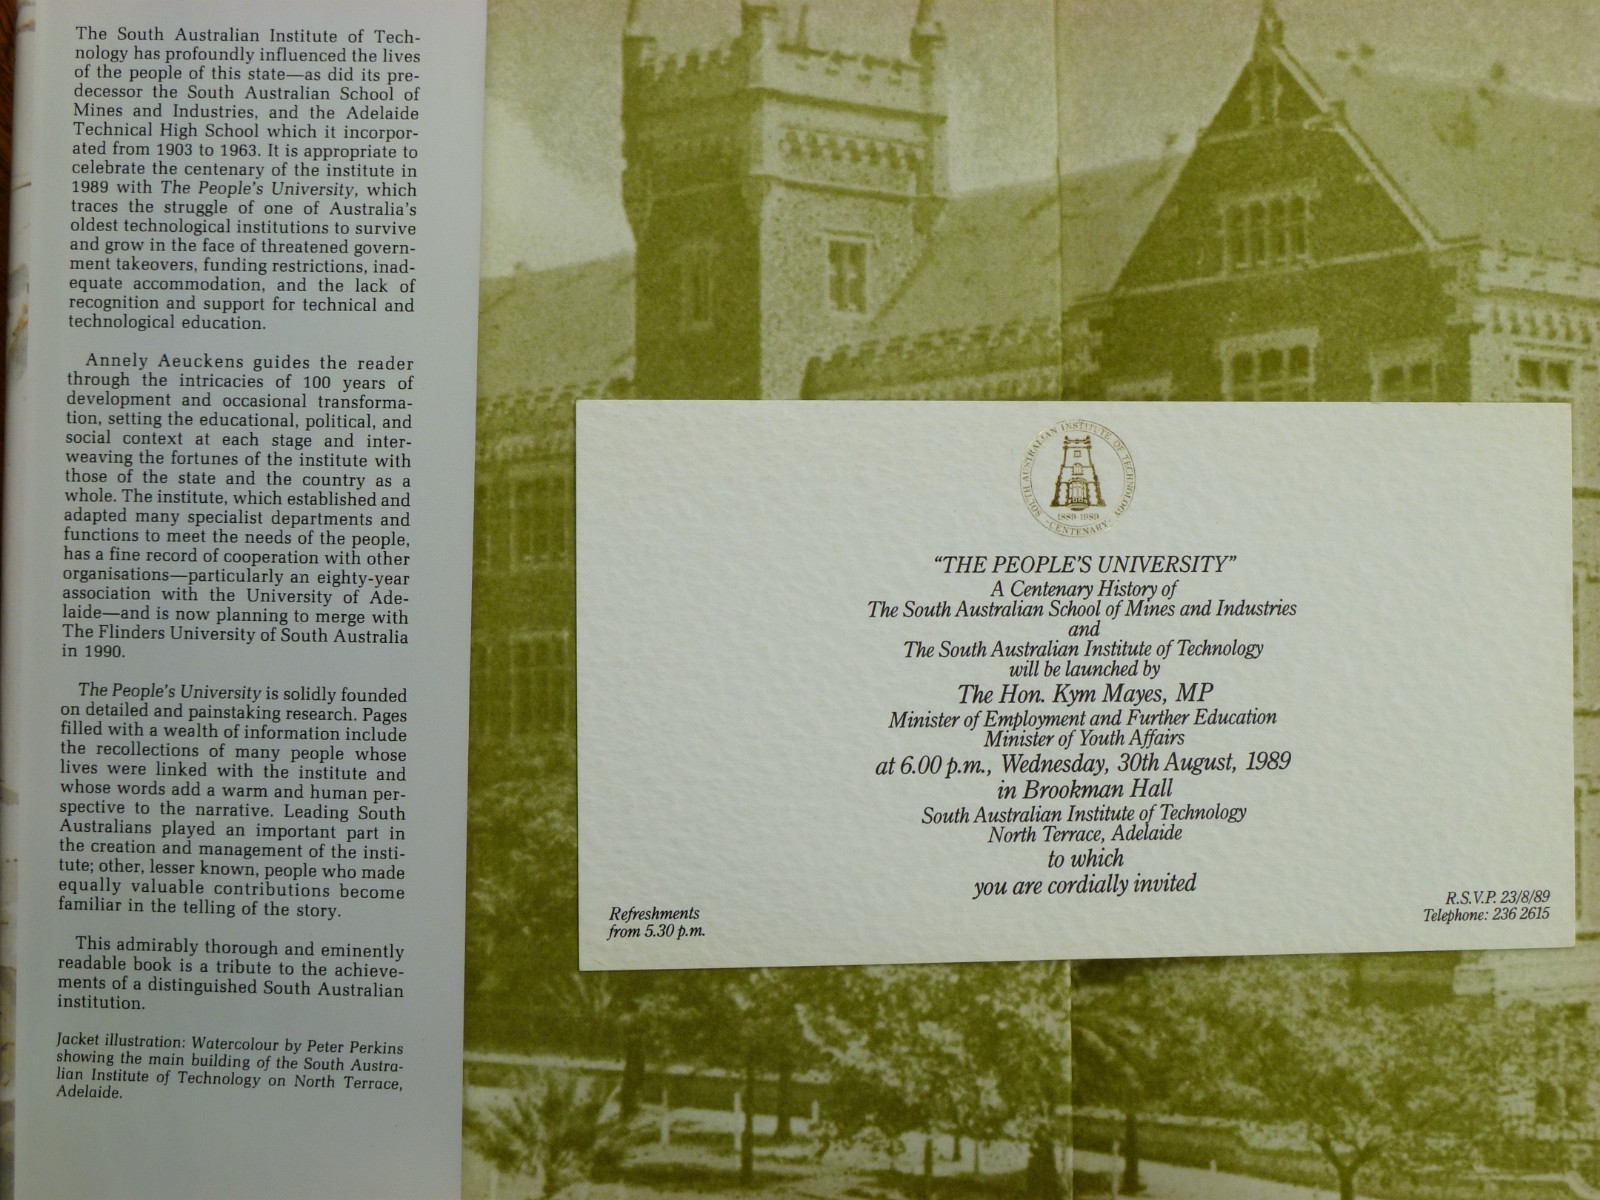 The South Australian Institute of Tech-
nology has profoundly influenced the lives
of the people of this state—as did its pre-
decessor the South Australian School of
Mines and Industries, and the Adelaide
Technical High School which it incorpor-
ated from 1903 to 1963. It is appropriate to
celebrate the centenary of the institute in
1989 with The People's University, which
traces the struggle of one of Australia's
oldest technological institutions to survive
and grow in the face of threatened govern-
ment takeovers, funding restrictions, inad-
equate accommodation, and the lack of
recognition and support for technical and
technological education.
Annely Aeuckens guides the reader
through the intricacies of 100 years of
development and occasional transforma-
tion, setting the educational, political, and
social context at each stage and inter-
weaving the fortunes of the institute with
those of the state and the country as a
whole. The institute, which established and
adapted many specialist departments and
functions to meet the needs of the people,
has a fine record of cooperation with other
organisations—particularly an eighty-year
association with the University of Ade-
laide—and is now planning to merge with
The Flinders University of South Australia
in 1990.
The People's University is solidly founded
on detailed and painstaking research. Pages
filled with a wealth of information include
the recollections of many people whose
lives were linked with the institute and
whose words add a warm and human per-
spective to the narrative. Leading South
Australians played an important part in
the creation and management of the insti-
tute; other, lesser known, people who made
equally valuable contributions become
familiar in the telling of the story.
This admirably thorough and eminently
readable book is a tribute to the achieve-
ments of a distinguished South Australian
institution.
Jacket illustration: Watercolour by Peter Perkins
showing the main building of the South Austra-
lian Institute of Technology on North Terrace,
Adelaide.
SOUTH AUSTRALIAN INSTITUTE OF TECHNOLOGY
1889-1989
-CENTENARY-
“THE PEOPLE'S UNIVERSITY”
A Centenary History of
The South Australian School of Mines and Industries
and
The South Australian Institute of Technology
will be launched by
The Hon. Kym Mayes, MP
Minister of Employment and Further Education
Minister of Youth Affairs
at 6.00 p.m., Wednesday, 30th August, 1989
in Brookman Hall
South Australian Institute of Technology
North Terrace, Adelaide
to which
you are cordially invited
Refreshments
from 5.30 p.m.
R.S.V.P. 23/8/89
Telephone: 236 2615